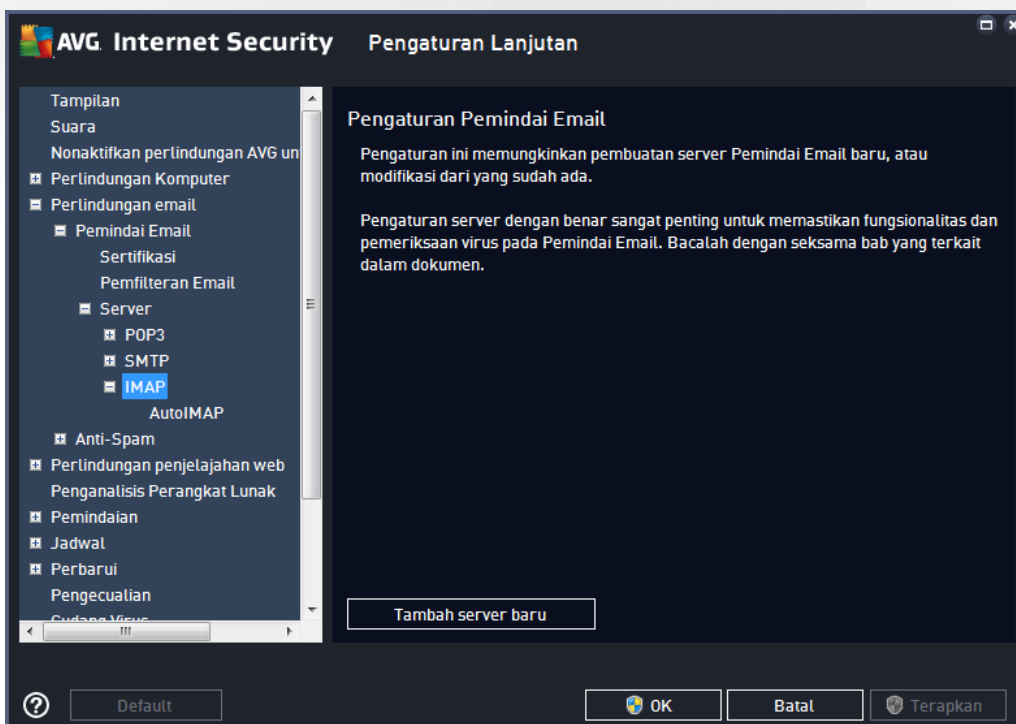 AVG. Internet Security Pengaturan Lanjutan
Tampilan
Suara
Nonaktifkan perlindungan AVG un
Perlindungan Komputer
Perlindungan email
Pemindai Email
Sertifikasi
Pemfilteran Email
Server
POP3
SMTP
IMAP
AutoIMAP
Anti-Spam
Perlindungan penjelajahan web
Penganalisis Perangkat Lunak
Pemindaian
Jadwal
Perbarui
Pengecualian
Gudang Virus
Pengaturan Pemindai Email
Pengaturan ini memungkinkan pembuatan server Pemindai Email baru, atau
modifikasi dari yang sudah ada.
Pengaturan server dengan benar sangat penting untuk memastikan fungsionalitas dan
pemeriksaan virus pada Pemindai Email. Bacalah dengan seksama bab yang terkait
dalam dokumen.
Tambah server baru
? Default OK Batal Terapkan